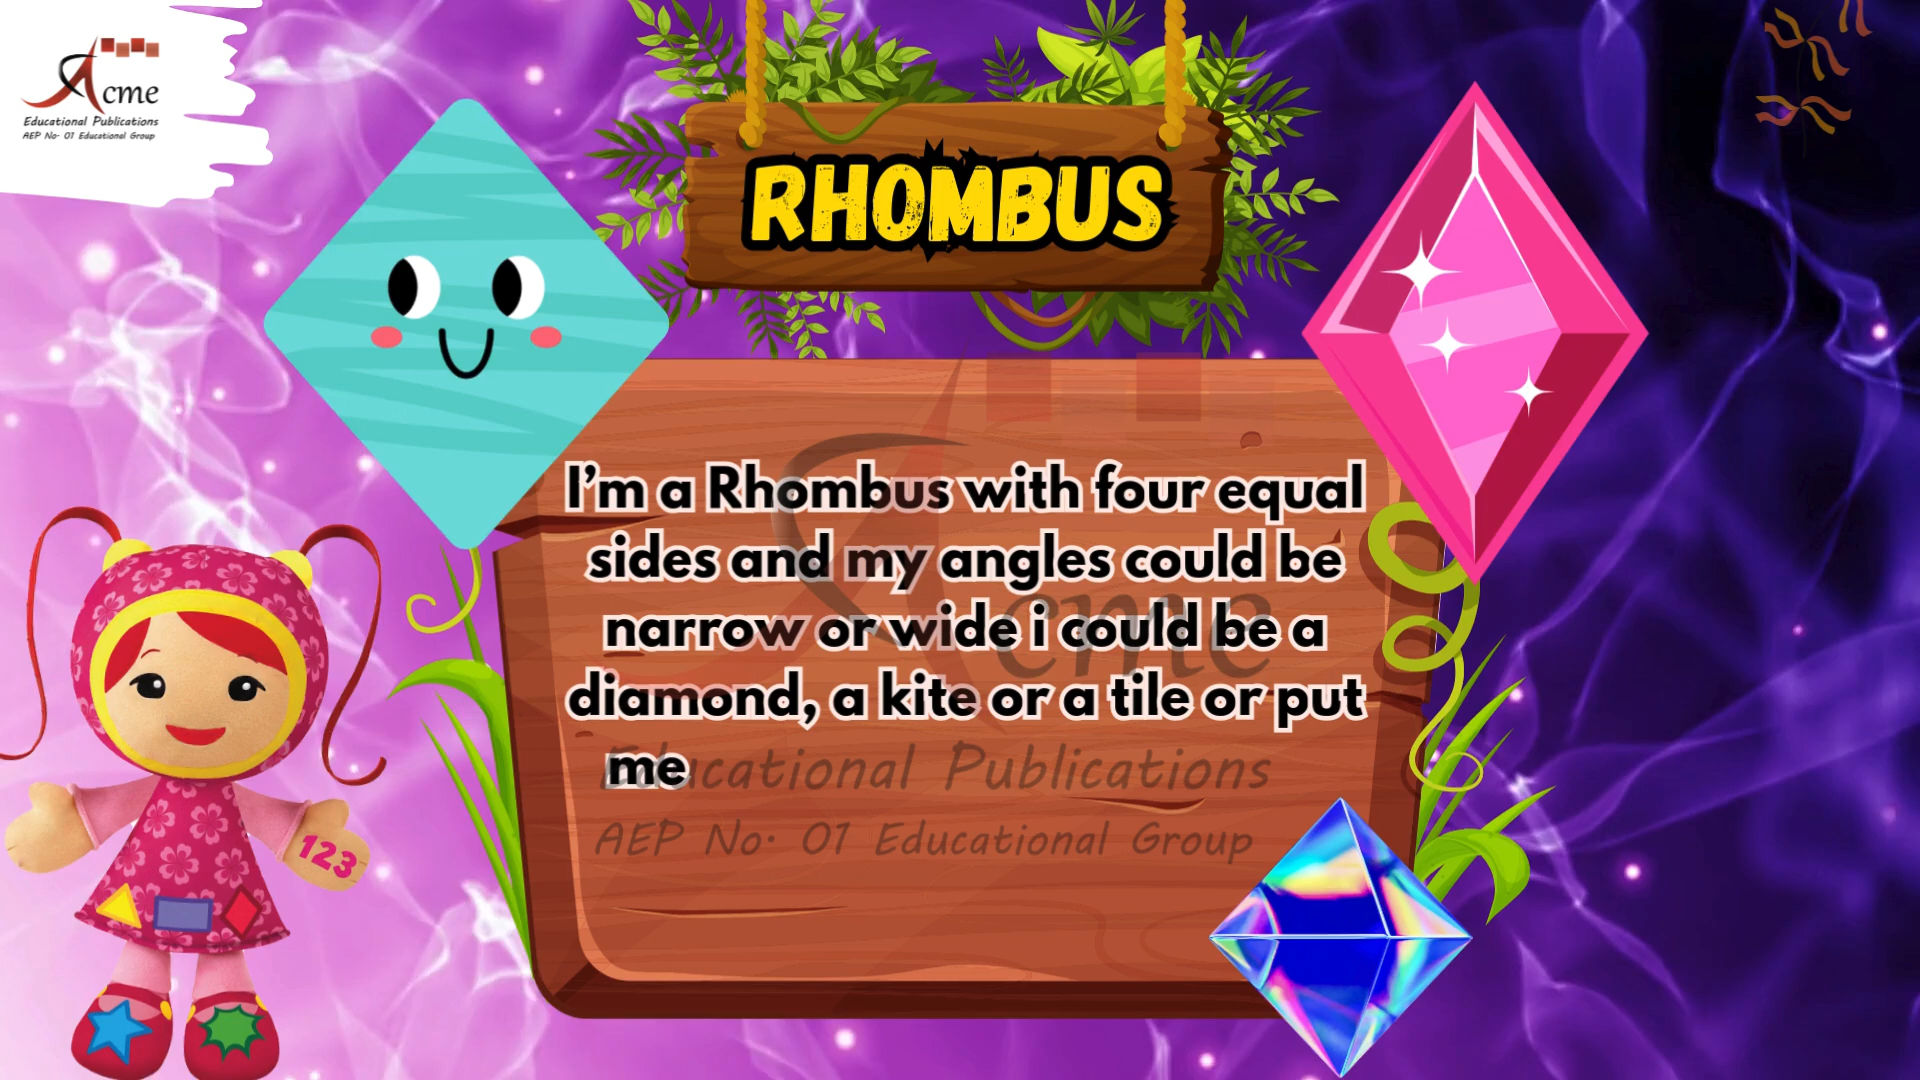 Acme
Educational Publications
AEP No- 01 Educational Group
RHOMBUS
I'm a Rhombus with four equal
sides and my angles could be
narrow or wide i could be a
diamond, a kite or a tile or put
me
Acme
Educational Publications
AEP No· 01 Educational Group
123